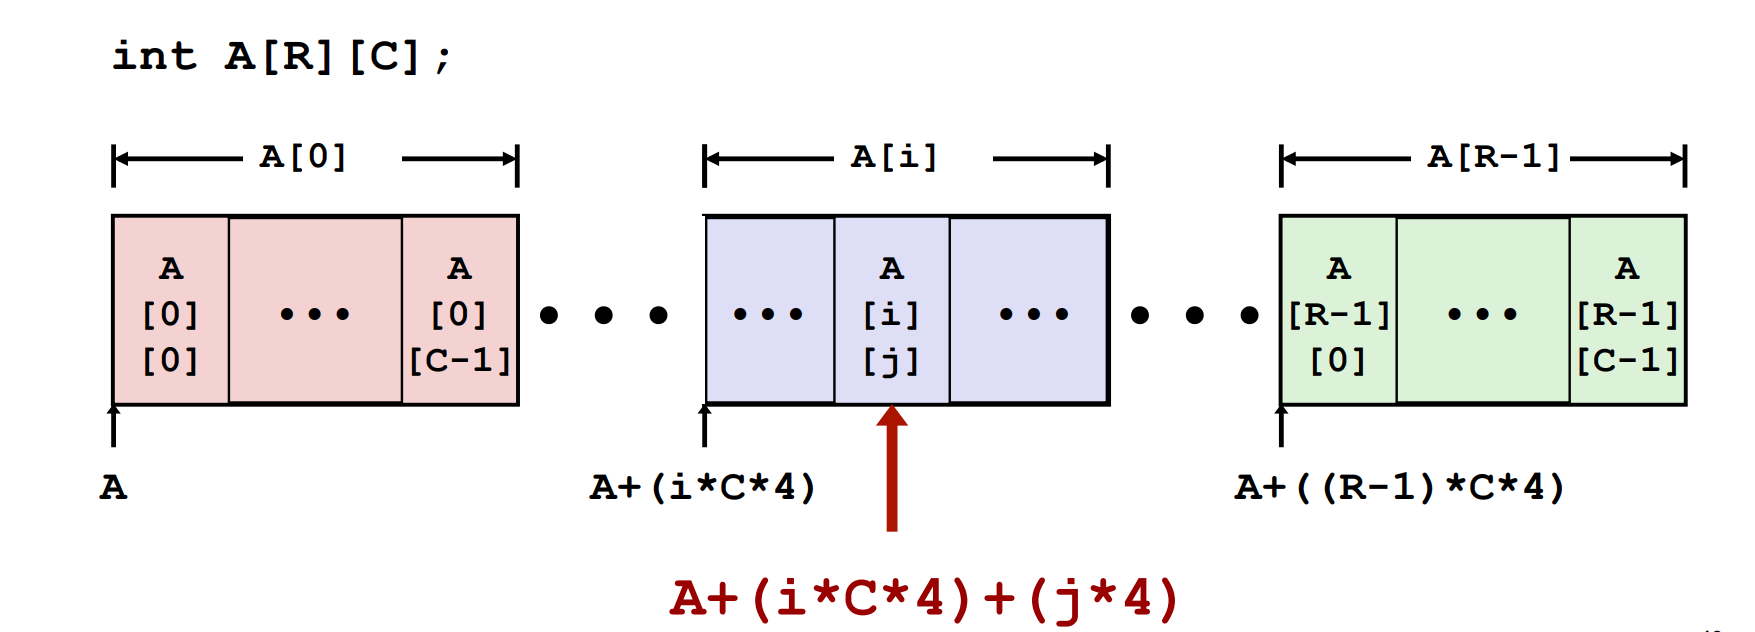 int A[R][C];
A[0]
A[i]
A[R-1]
A
[0]
[0]
•••
A
[0]
[C-1]
• • •
•••
A
[i]
[j]
•••
• • •
A
[R-1]
[0]
•••
A
[R-1]
[C-1]
A
A+(i*C*4)
A+((R-1)*C*4)
A+(i*C*4)+(j*4)